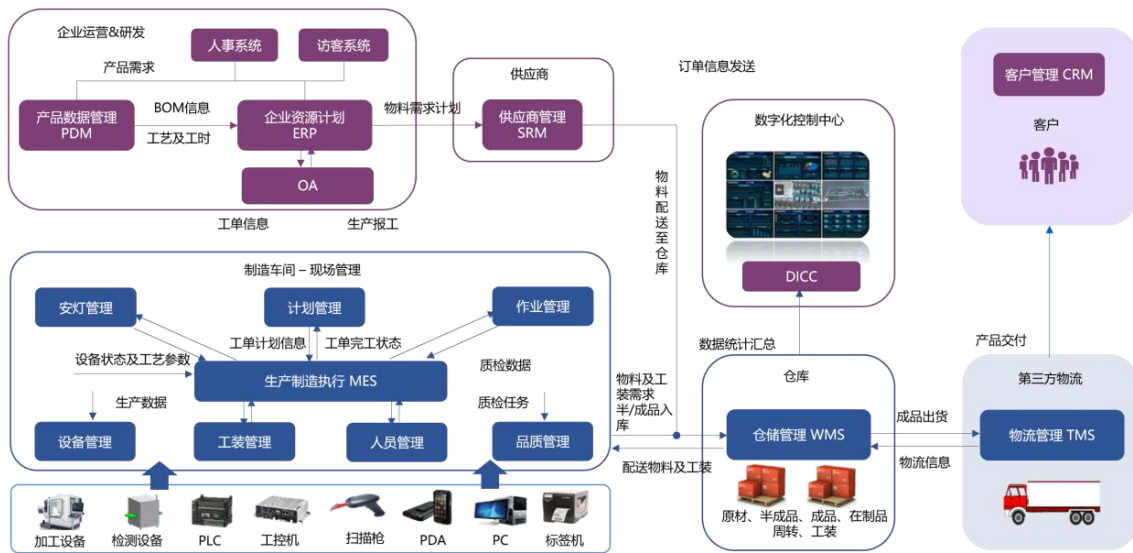 企业运营&研发
人事系统
访客系统
产品需求
产品数据管理
PDM
BOM信息
工艺及工时
企业资源计划
ERP
OA
物料需求计划
供应商
供应商管理
SRM
订单信息发送
客户管理 CRM
客户
数字化控制中心
DICC
物料配送至仓库
工单信息
生产报工
制造车间 – 现场管理
安灯管理
计划管理
作业管理
工单计划信息
工单完工状态
设备状态及工艺参数
生产制造执行 MES
质检数据
生产数据
质检任务
设备管理
工装管理
人员管理
品质管理
物料及工
装需求
半/成品入
库
配送物料及工装
数据统计汇总
仓库
仓储管理 WMS
原材、半成品、成品、在制品
周转、工装
成品出货
物流信息
产品交付
第三方物流
物流管理 TMS
加工设备
检测设备
PLC
工控机
扫描枪
PDA
PC
标签机